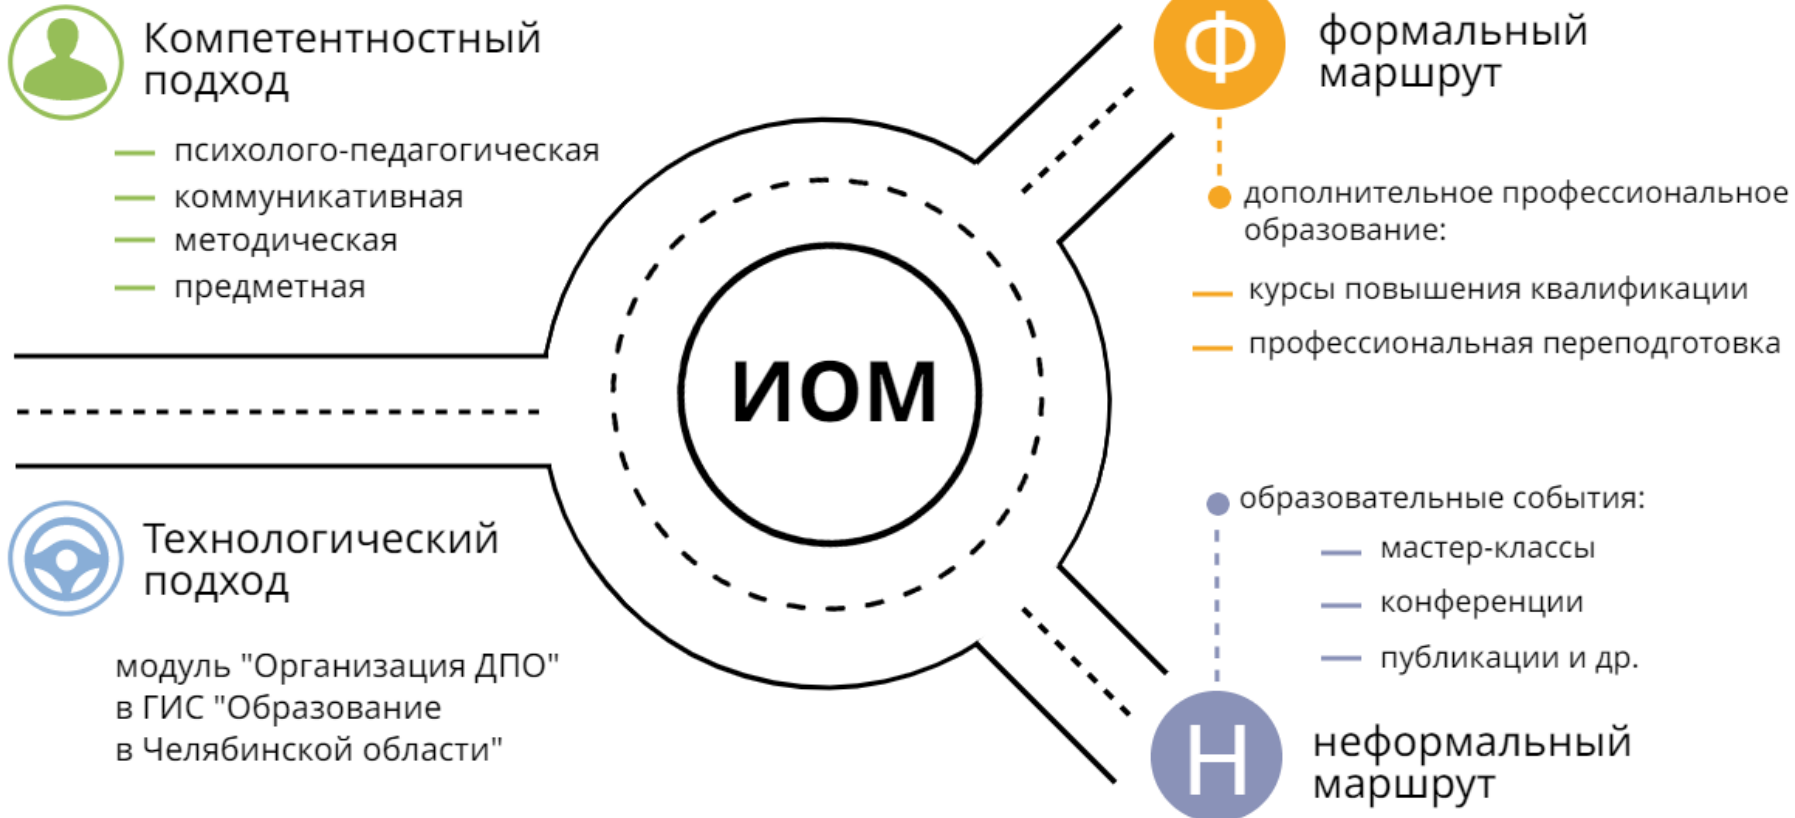 Компетентностный
подход
психолого-педагогическая
коммуникативная
методическая
предметная
Технологический
подход
модуль "Организация ДПО"
в ГИС "Образование
в Челябинской области"
ИОМ
Ф
формальный
маршрут
дополнительное профессиональное
образование:
курсы повышения квалификации
профессиональная переподготовка
образовательные события:
мастер-классы
конференции
публикации и др.
Н
неформальный
маршрут